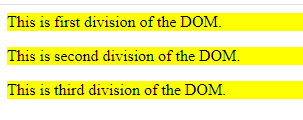 This is first division of the DOM.
This is second division of the DOM.
This is third division of the DOM.